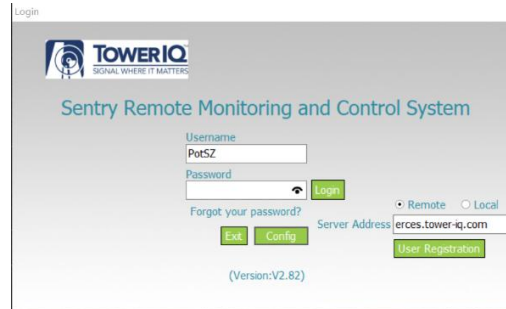 Login
TOWERIQ
SIGNAL WHERE IT MATTERS
Sentry Remote Monitoring and Control System
Username
PotSZ
Password
Login
Forgot your password?
Remote Local
Server Address erces.tower-iq.com
Exit Config
User Registration
(Version:V2.82)